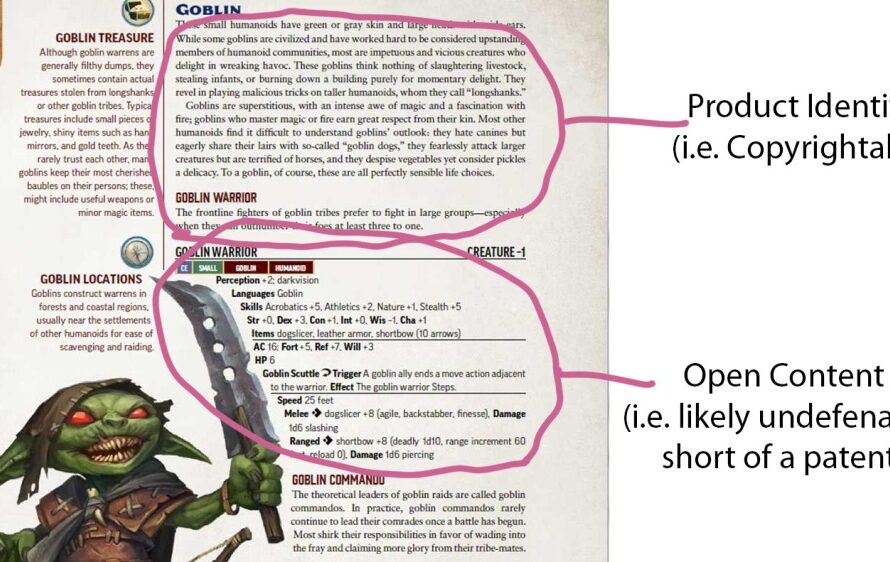 GOBLIN TREASURE
Although goblin warrens are
generally filthy dumps, they
sometimes contain actual
treasures stolen from longshanks
or other goblin tribes. Typical
treasures include small pieces of
jewelry, shiny items such as hand
mirrors, and gold teeth. As they
rarely trust each other, many
goblins keep their most cherished
baubles on their persons; these
might include useful weapons or
minor magic items.
GOBLIN LOCATIONS
Goblins construct warrens in
forests and coastal regions,
usually near the settlements
of other humanoids for ease of
scavenging and raiding.
GOBLIN
These small humanoids have green or gray skin and large heads with wide ears.
While some goblins are civilized and have worked hard to be considered upstanding
members of humanoid communities, most are impetuous and vicious creatures who
delight in wreaking havoc. These goblins think nothing of slaughtering livestock,
stealing infants, or burning down a building purely for momentary delight. They
revel in playing malicious tricks on taller humanoids, whom they call “longshanks.”
Goblins are superstitious, with an intense awe of magic and a fascination with
fire; goblins who master magic or fire earn great respect from their kin. Most other
humanoids find it difficult to understand goblins’ outlook: they hate canines but
eagerly share their lairs with so-called “goblin dogs,” they fearlessly attack larger
creatures but are terrified of horses, and they despise vegetables yet consider pickles
a delicacy. To a goblin, of course, these are all perfectly sensible life choices.
GOBLIN WARRIOR
The frontline fighters of goblin tribes prefer to fight in large groups—especially
when they can outnumber their foes at least three to one.
GOBLIN WARRIOR CREATURE –1
CE SMALL GOBLIN HUMANOID
Perception +2; darkvision
Languages Goblin
Skills Acrobatics +5, Athletics +2, Nature +1, Stealth +5
Str +0, Dex +3, Con +1, Int +0, Wis –1, Cha +1
Items dogslicer, leather armor, shortbow (10 arrows)
AC 16; Fort +5, Ref +7, Will +3
HP 6
Goblin Scuttle Trigger A goblin ally ends a move action adjacent
to the warrior. Effect The goblin warrior Steps.
Speed 25 feet
Melee dogslicer +8 (agile, backstabber, finesse), Damage
1d6 slashing
Ranged shortbow +8 (deadly 1d10, range increment 60
reload 0), Damage 1d6 piercing
GOBLIN COMMANDO
The theoretical leaders of goblin raids are called goblin
commandos. In practice, goblin commandos rarely
continue to lead their comrades once a battle has begun.
Most shirk their responsibilities in favor of wading into
the fray and claiming more glory from their tribe-mates.
Product Identi
(i.e. Copyrightal
Open Content
(i.e. likely undefena
short of a patent